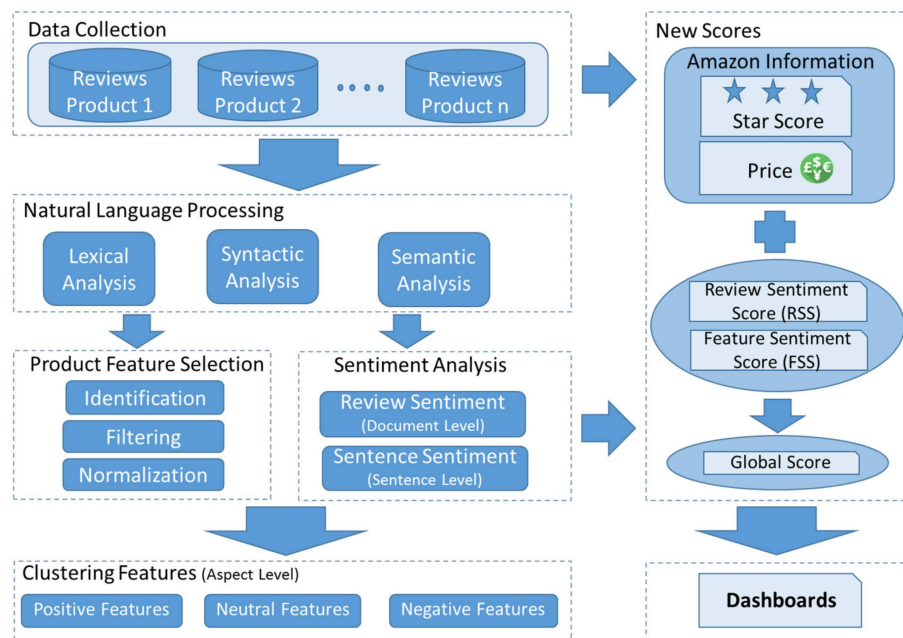 Data Collection
Reviews
Product 1
Reviews
Product 2
Reviews
Product n
Natural Language Processing
Lexical
Analysis
Syntactic
Analysis
Semantic
Analysis
Product Feature Selection
Identification
Filtering
Normalization
Sentiment Analysis
Review Sentiment
(Document Level)
Sentence Sentiment
(Sentence Level)
Clustering Features (Aspect Level)
Positive Features
Neutral Features
Negative Features
New Scores
Amazon Information
Star Score
Price £$€¥
Review Sentiment
Score (RSS)
Feature Sentiment
Score (FSS)
Global Score
Dashboards